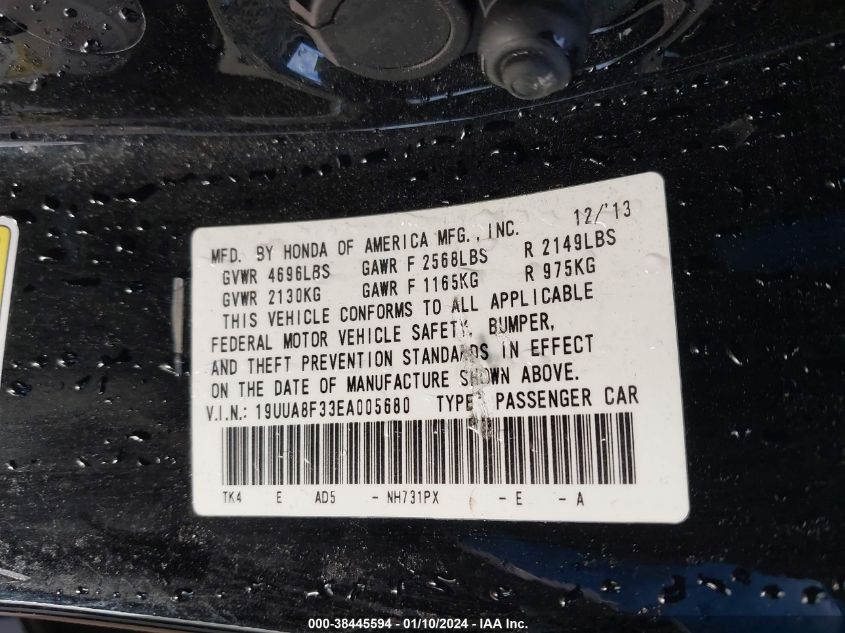 12/'13
MFD. BY HONDA OF AMERICA MFG., INC.
GVWR 4696LBS GAWR F 2568LBS R 2149LBS
GVWR 2130KG GAWR F 1165KG R 975KG
THIS VEHICLE CONFORMS TO ALL APPLICABLE
FEDERAL MOTOR VEHICLE SAFETY, BUMPER,
AND THEFT PREVENTION STANDARDS IN EFFECT
ON THE DATE OF MANUFACTURE SHOWN ABOVE.
V.I.N.: 19UUA8F33EA005680 TYPE: PASSENGER CAR
TK4 E AD5 - NH731PX - E - A
000-38445594 - 01/10/2024 - IAA Inc.